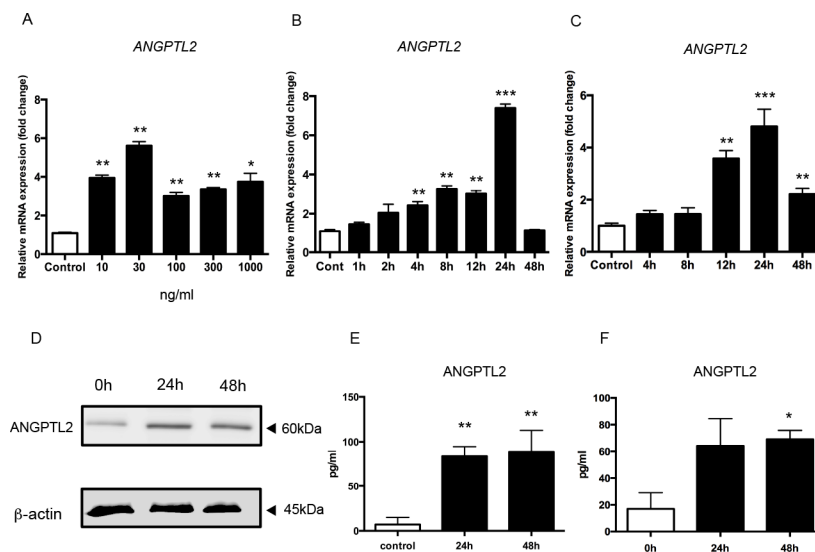 A
ANGPTL2
Relative mRNA expression (fold change)
8
6
4
2
0
** ** ** ** *
Control 10 30 100 300 1000
ng/ml
B
ANGPTL2
Relative mRNA expression (fold change)
8
6
4
2
0
** ** ** ***
Cont 1h 2h 4h 8h 12h 24h 48h
C
ANGPTL2
Relative mRNA expression (fold change)
6
4
2
0
** *** **
Control 4h 8h 12h 24h 48h
D
0h 24h 48h
ANGPTL2 60kDa
β-actin 45kDa
E
ANGPTL2
pg/ml
150
100
50
0
** **
control 24h 48h
F
ANGPTL2
pg/ml
100
80
60
40
20
0
*
0h 24h 48h